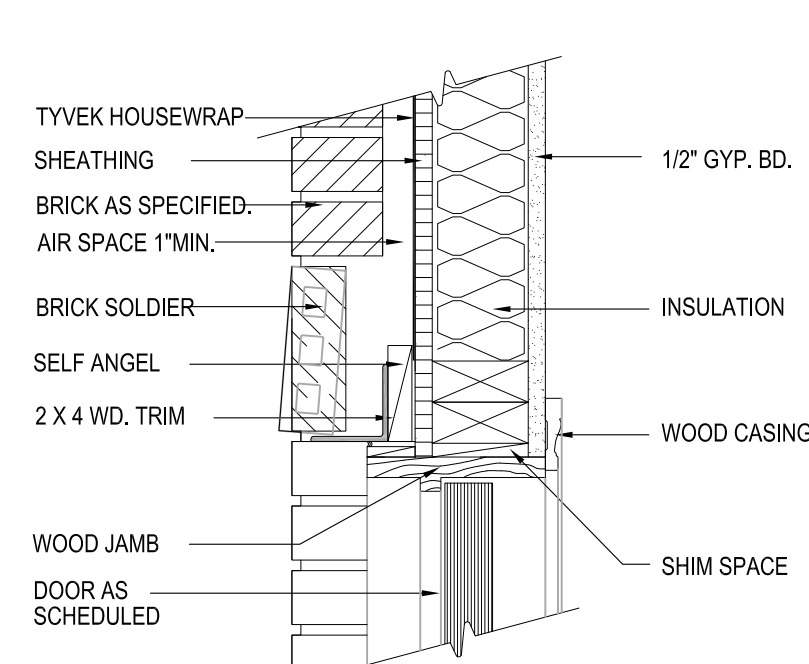 TYVEK HOUSEWRAP
SHEATHING
BRICK AS SPECIFIED.
AIR SPACE 1"MIN.
BRICK SOLDIER
SELF ANGEL
2 X 4 WD. TRIM
WOOD JAMB
DOOR AS
SCHEDULED
1/2" GYP. BD.
INSULATION
WOOD CASING
SHIM SPACE